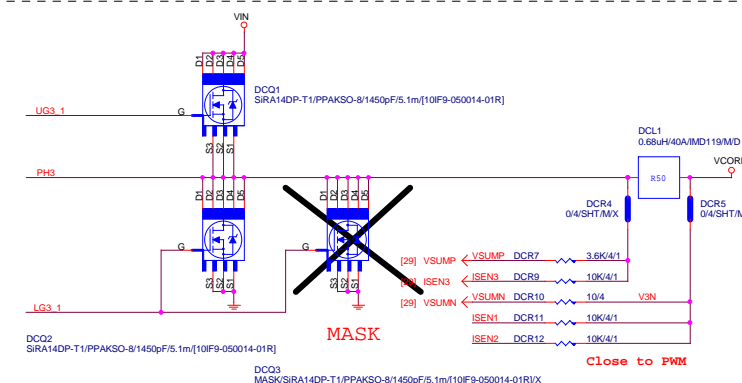 VIN
D1 D2 D3 D4 D5
DCQ1
SiRA14DP-T1/PPAKSO-8/1450pF/5.1m/[10IF9-050014-01R]
UG3_1
G
S3 S2 S1
DCL1
0.68uH/40A/IMD119/M/D
VCOR
PH3
R50
D1 D2 D3 D4 D5
D1 D2 D3 D4 D5
DCR4
0/4/SHT/M/X
DCR5
0/4/SHT/M
G
G
S3 S2 S1
S3 S2 S1
[29] VSUMP
VSUMP DCR7 3.6K/4/1
ISEN3
DCR9 10K/4/1
[29] VSUMN
VSUMN DCR10 10/4 V3N
LG3_1
ISEN1 DCR11 10K/4/1
MASK
ISEN2 DCR12 10K/4/1
DCQ2
SiRA14DP-T1/PPAKSO-8/1450pF/5.1m/[10IF9-050014-01R]
Close to PWM
DCQ3
MASK/SiRA14DP-T1/PPAKSO-8/1450pF/5.1m/[10IF9-050014-01R]/X